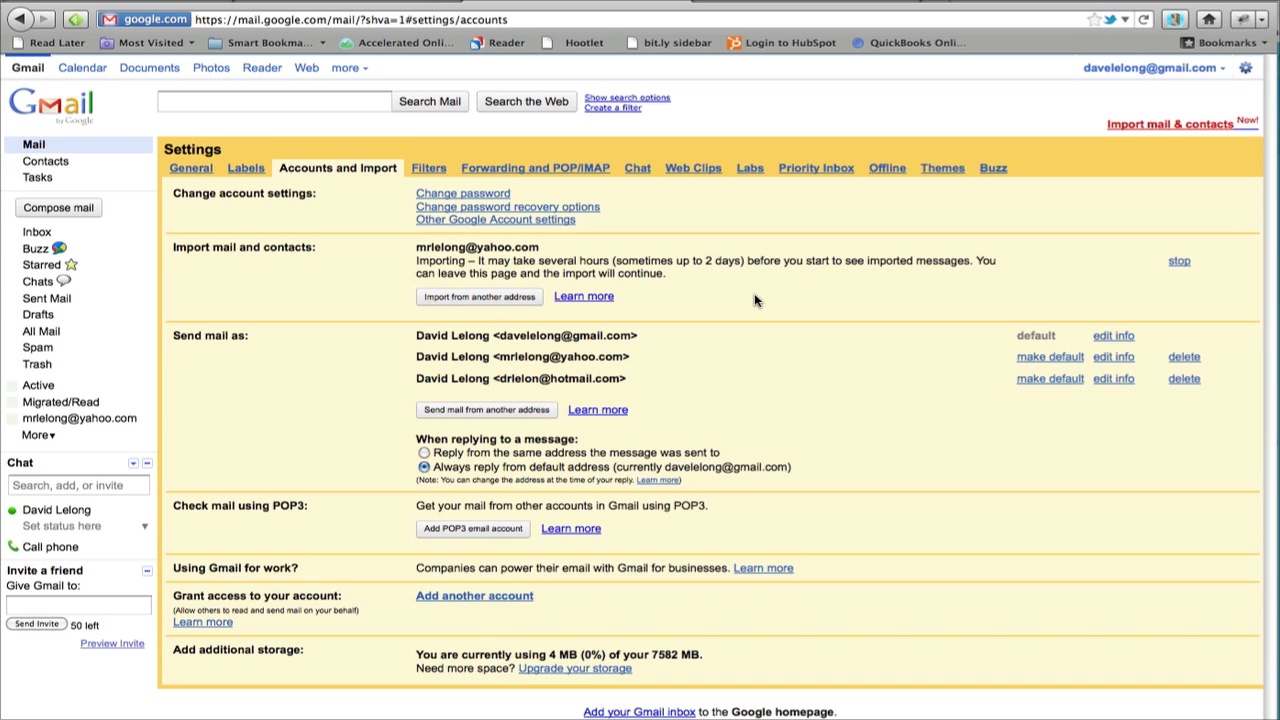 google.com https://mail.google.com/mail/?shva=1#settings/accounts
Read Later Most Visited Smart Bookma... Accelerated Onli... Reader Hootlet bit.ly sidebar Login to HubSpot QuickBooks Onli... Bookmarks
Gmail Calendar Documents Photos Reader Web more davelelong@gmail.com
Gmail by Google
Search Mail Search the Web Show search options
Create a filter
Import mail & contacts New!
Mail
Contacts
Tasks
Compose mail
Inbox
Buzz
Starred
Chats
Sent Mail
Drafts
All Mail
Spam
Trash
Active
Migrated/Read
mrlelong@yahoo.com
More
Chat
Search, add, or invite
David Lelong
Set status here
Call phone
Invite a friend
Give Gmail to:
Send Invite 50 left
Preview Invite
Settings
General Labels Accounts and Import Filters Forwarding and POP/IMAP Chat Web Clips Labs Priority Inbox Offline Themes Buzz
Change account settings: Change password
Change password recovery options
Other Google Account settings
Import mail and contacts: mrlelong@yahoo.com
Importing – It may take several hours (sometimes up to 2 days) before you start to see imported messages. You stop
can leave this page and the import will continue.
Import from another address Learn more
Send mail as: David Lelong <davelelong@gmail.com> default edit info
David Lelong <mrlelong@yahoo.com> make default edit info delete
David Lelong <drlelon@hotmail.com> make default edit info delete
Send mail from another address Learn more
When replying to a message:
Reply from the same address the message was sent to
Always reply from default address (currently davelelong@gmail.com)
(Note: You can change the address at the time of your reply. Learn more)
Check mail using POP3: Get your mail from other accounts in Gmail using POP3.
Add POP3 email account Learn more
Using Gmail for work? Companies can power their email with Gmail for businesses. Learn more
Grant access to your account: Add another account
(Allow others to read and send mail on your behalf)
Learn more
Add additional storage: You are currently using 4 MB (0%) of your 7582 MB.
Need more space? Upgrade your storage
Add your Gmail inbox to the Google homepage.